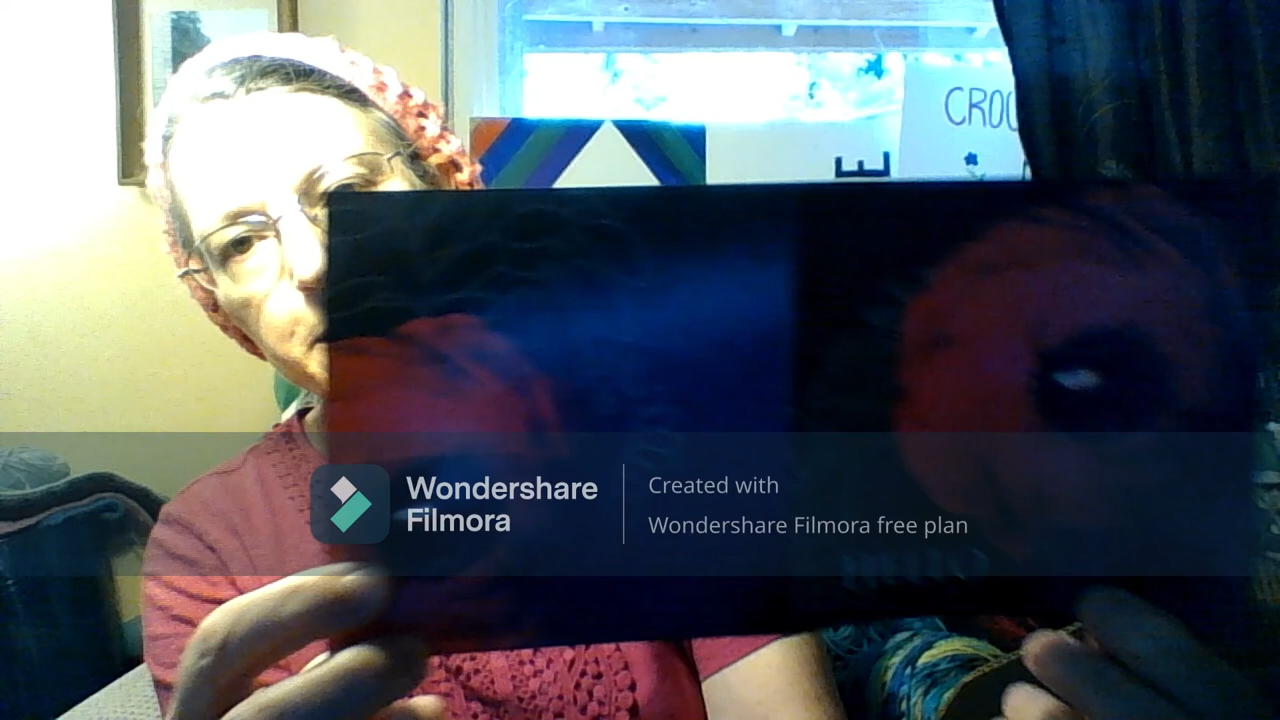 CROC
E
Wondershare
Filmora
Created with
Wondershare Filmora free plan